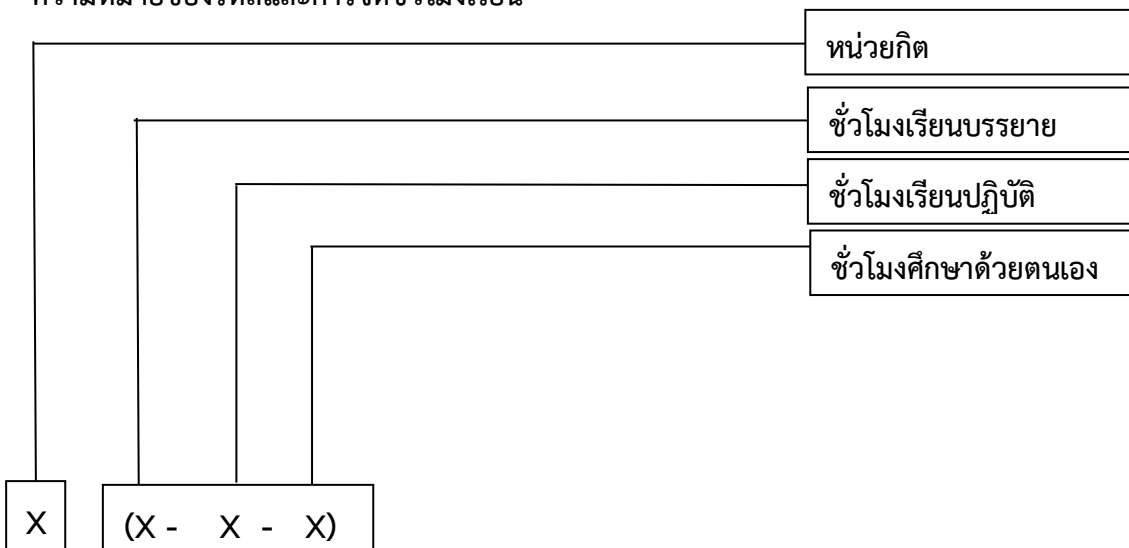 หน่วยกิต
ชั่วโมงเรียนบรรยาย
ชั่วโมงเรียนปฏิบัติ
ชั่วโมงศึกษาด้วยตนเอง
X (X - X - X)